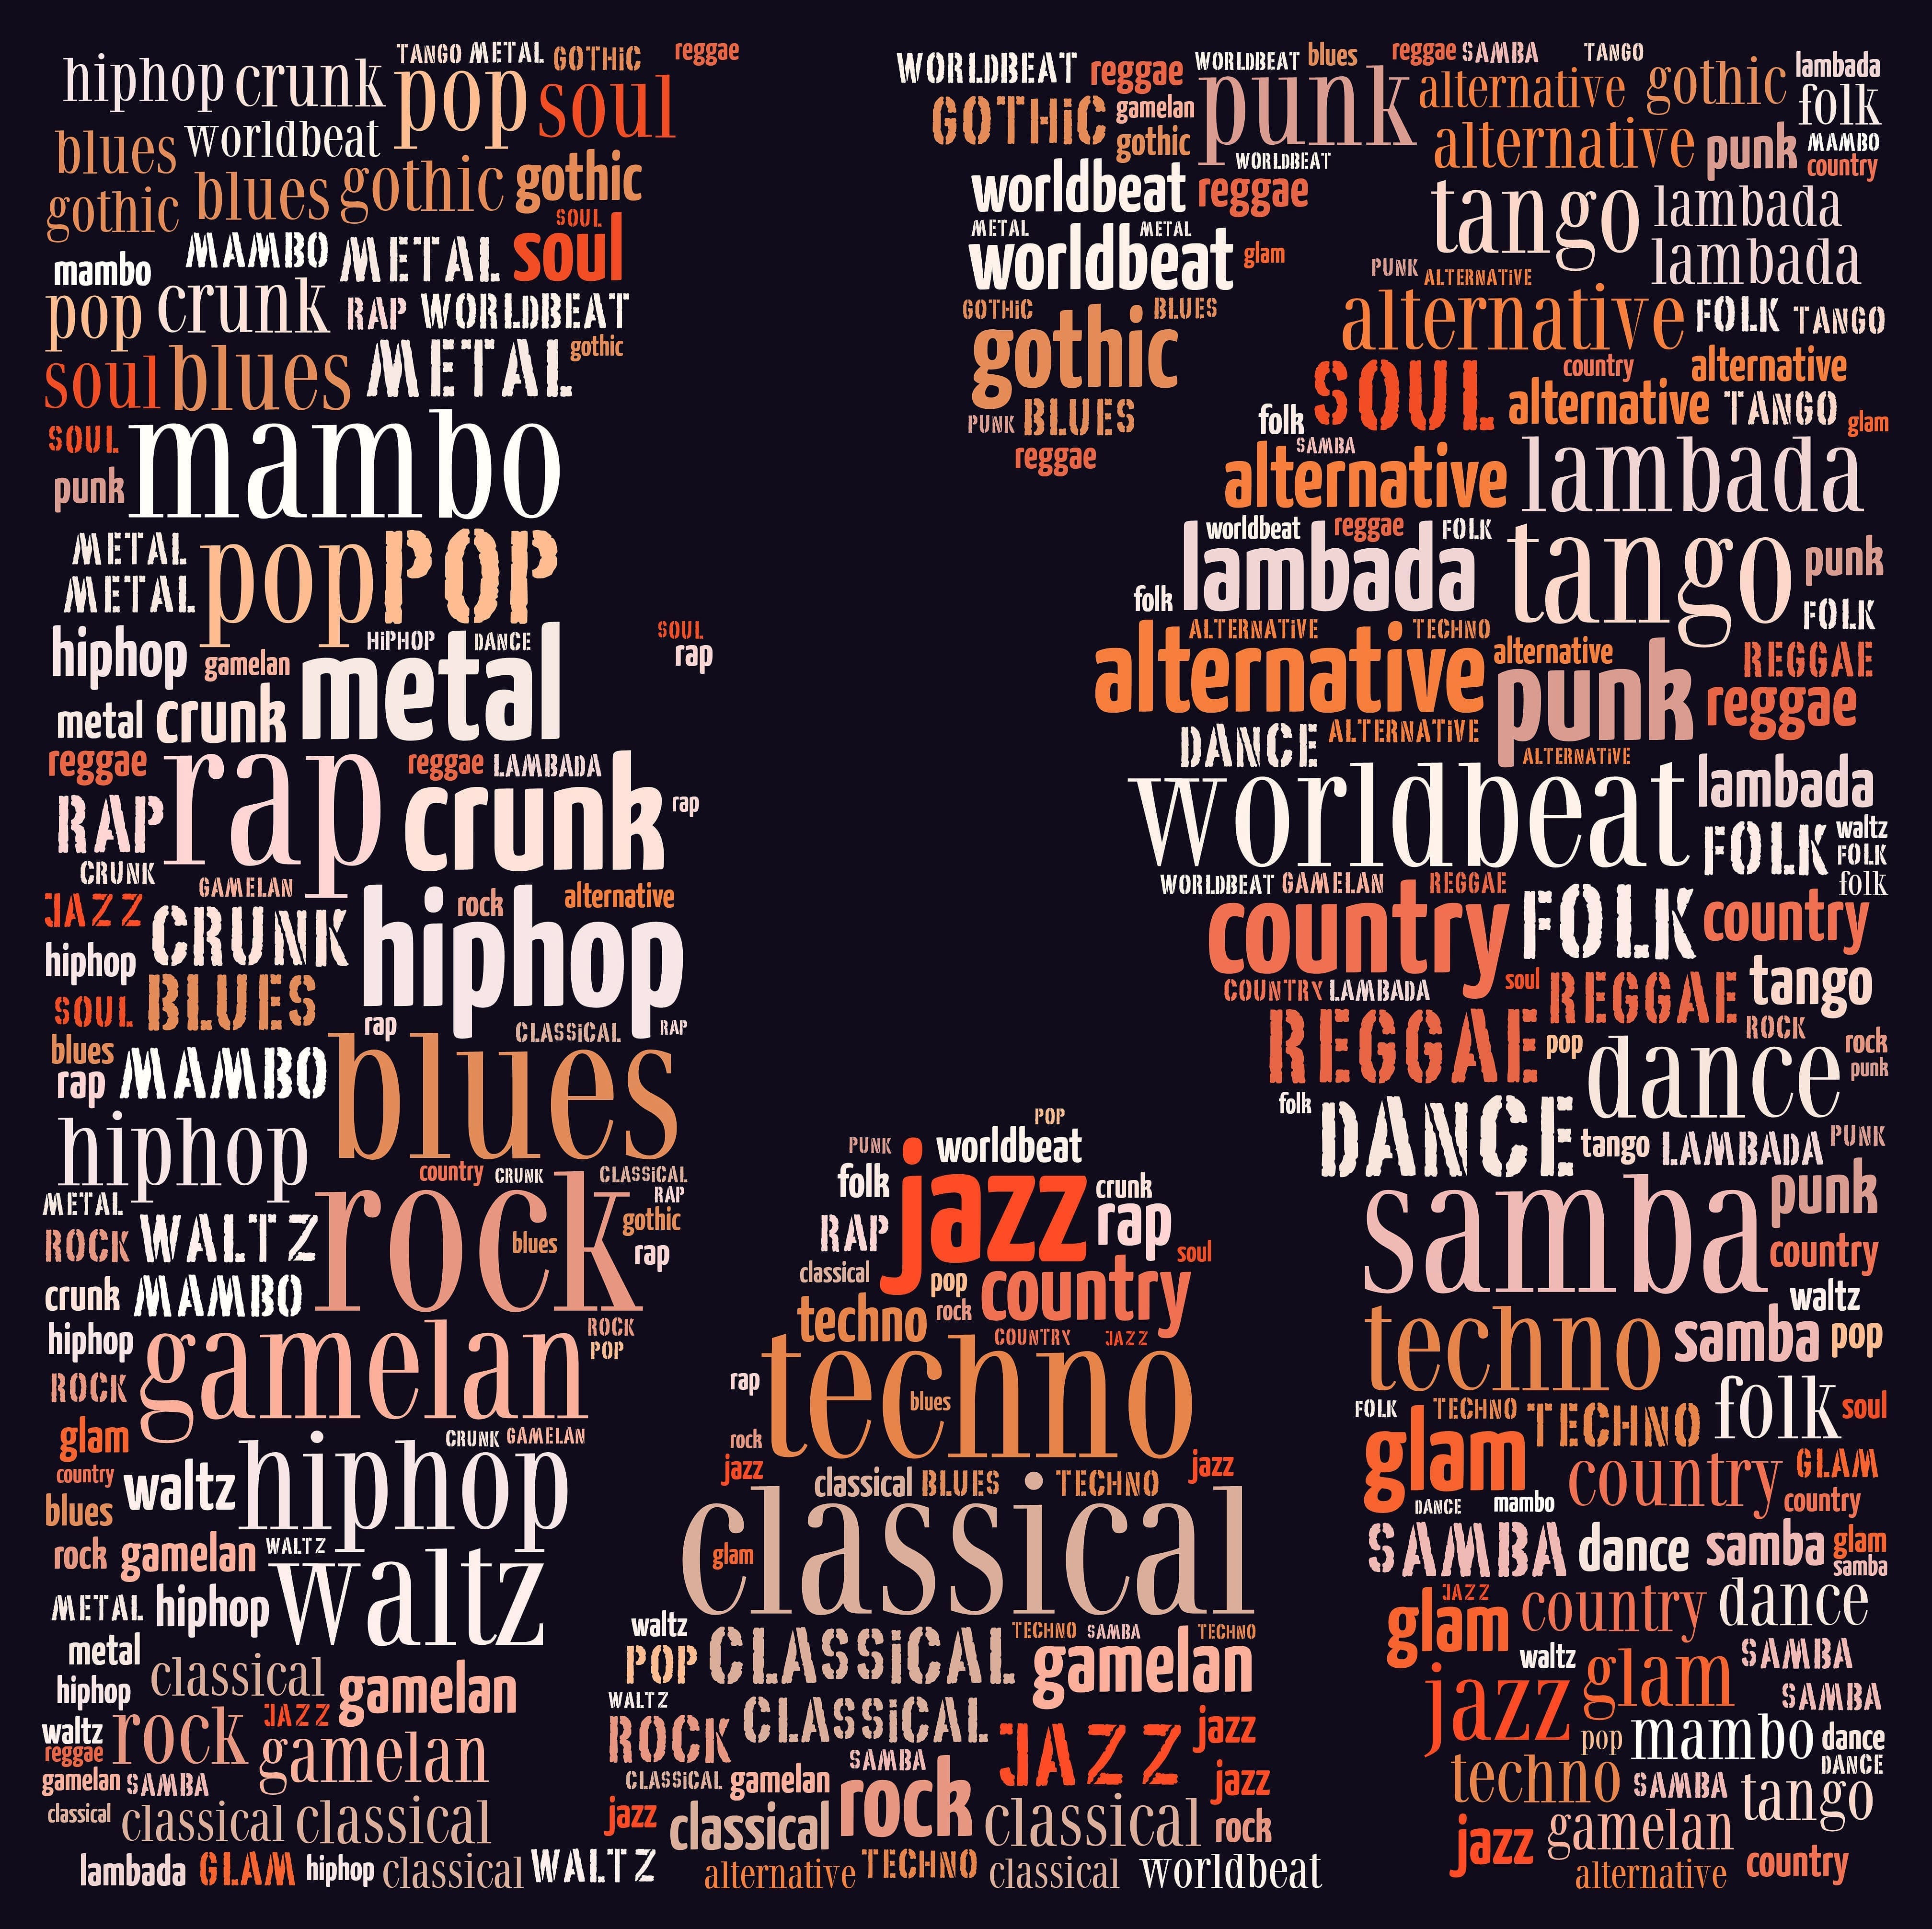 TANGO METAL GOTHiC reggae
hiphop crunk pop soul
blues worldbeat
gothic blues gothic gothic
SOUL
mambo MAMBO METAL soul
pop crunk RAP WORLDBEAT
soul blues METAL gothic
SOUL mambo
punk
METAL pop POP
METAL
HiPHOP DANCE SOUL
hiphop gamelan metal rap
metal crunk
reggae rap reggae LAMBADA
RAP crunk rap
CRUNK GAMELAN
JAZZ CRUNK hiphop rock alternative
hiphop
SOUL BLUES
rap CLASSiCAL RAP
blues MAMBO blues
rap
hiphop
country CRUNK CLASSiCAL
METAL rock RAP
ROCK WALTZ blues gothic
rap
crunk MAMBO
hiphop gamelan ROCK
POP
ROCK
glam CRUNK GAMELAN
country waltz hiphop
blues
rock gamelan WALTZ
METAL hiphop waltz
metal
hiphop classical gamelan
waltz rock JAZZ
reggae gamelan
gamelan SAMBA
classical classical classical
lambada GLAM hiphop classical WALTZ
WORLDBEAT reggae WORLDBEAT blues reggae SAMBA TANGO lambada
GOTHiC gamelan punk alternative gothic folk
gothic WORLDBEAT alternative punk MAMBO
country
worldbeat reggae tango lambada
METAL METAL
worldbeat glam lambada
PUNK ALTERNATiVE
GOTHiC BLUES alternative FOLK TANGO
gothic
SOUL country alternative
PUNK BLUES folk alternative TANGO glam
reggae SAMBA
alternative lambada
worldbeat reggae FOLK
lambada tango punk
folk FOLK
ALTERNATiVE TECHNO
alternative alternative REGGAE
punk reggae
DANCE ALTERNATiVE ALTERNATiVE
worldbeat lambada
FOLK waltz
FOLK
WORLDBEAT GAMELAN REGGAE folk
country FOLK country
COUNTRY LAMBADA soul REGGAE tango
REGGAE pop ROCK
dance rock
punk
folk DANCE tango LAMBADA PUNK
samba punk
country
waltz
techno samba pop
FOLK TECHNO TECHNO folk soul
glam
country GLAM
DANCE mambo country
SAMBA dance samba glam
samba
JAZZ country dance
glam
waltz glam SAMBA
jazz SAMBA
pop mambo dance
DANCE
techno SAMBA tango
jazz gamelan
alternative country
POP
PUNK worldbeat
folk jazz crunk
RAP rap
soul
classical pop country
techno rock
COUNTRY JAZZ
rap techno
blues
rock
jazz classical BLUES TECHNO jazz
classical
glam
waltz TECHNO SAMBA TECHNO
POP CLASSiCAL gamelan
WALTZ
ROCK CLASSiCAL JAZZ jazz
SAMBA
CLASSiCAL gamelan rock jazz
jazz classical classical rock
alternative TECHNO classical worldbeat